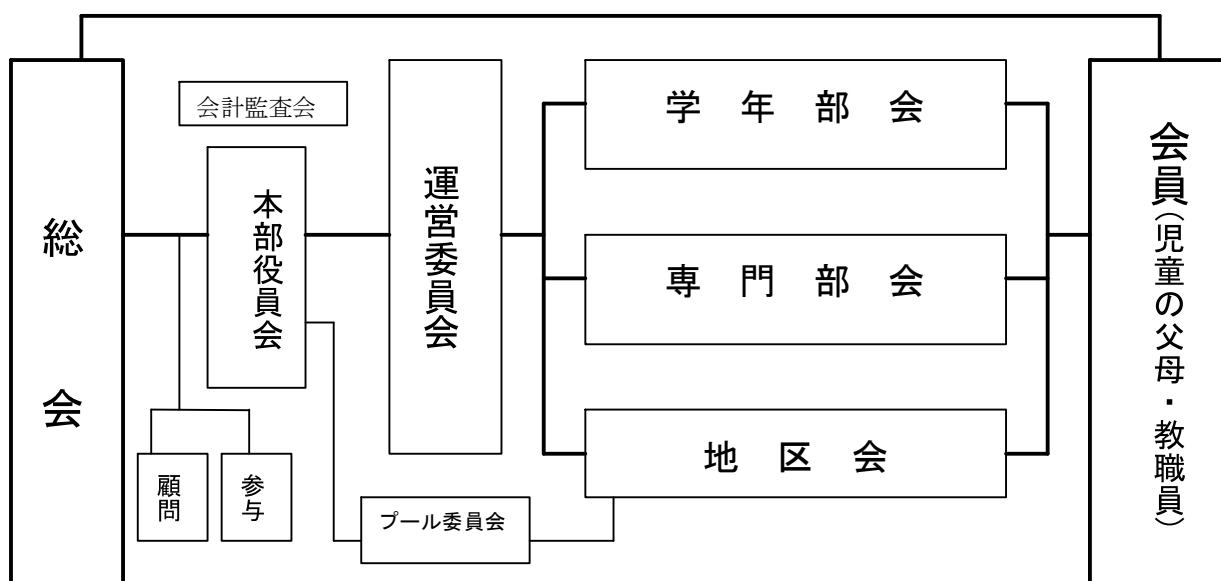 総会
会計監査会
本部役員会
運営委員会
学年部会
専門部会
地区会
会員(児童の父母・教職員)
顧問
参与
プール委員会